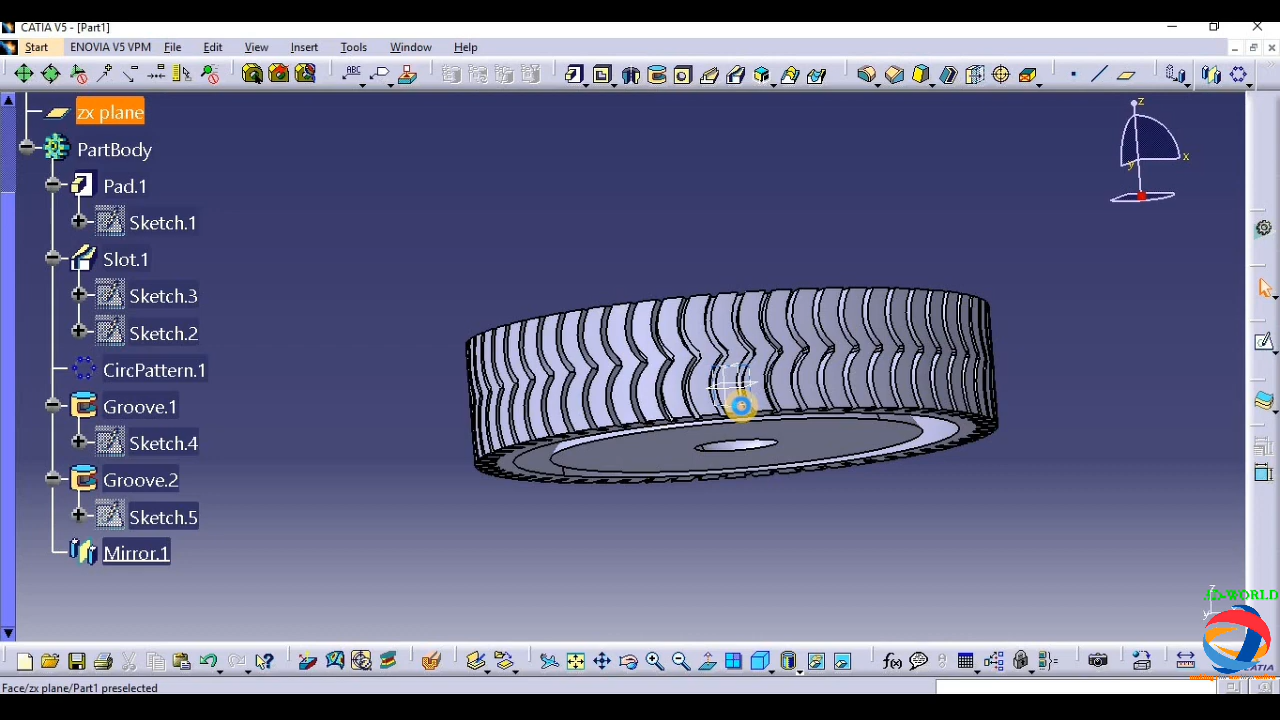 CATIA V5 - [Part1]
Start ENOVIA V5 VPM File Edit View Insert Tools Window Help
ABC
zx plane
PartBody
Pad.1
Sketch.1
Slot.1
Sketch.3
Sketch.2
CircPattern.1
Groove.1
Sketch.4
Groove.2
Sketch.5
Mirror.1
z
x
y
z
y
3D-WORLD
f(x)
CATIA
Face/zx plane/Part1 preselected